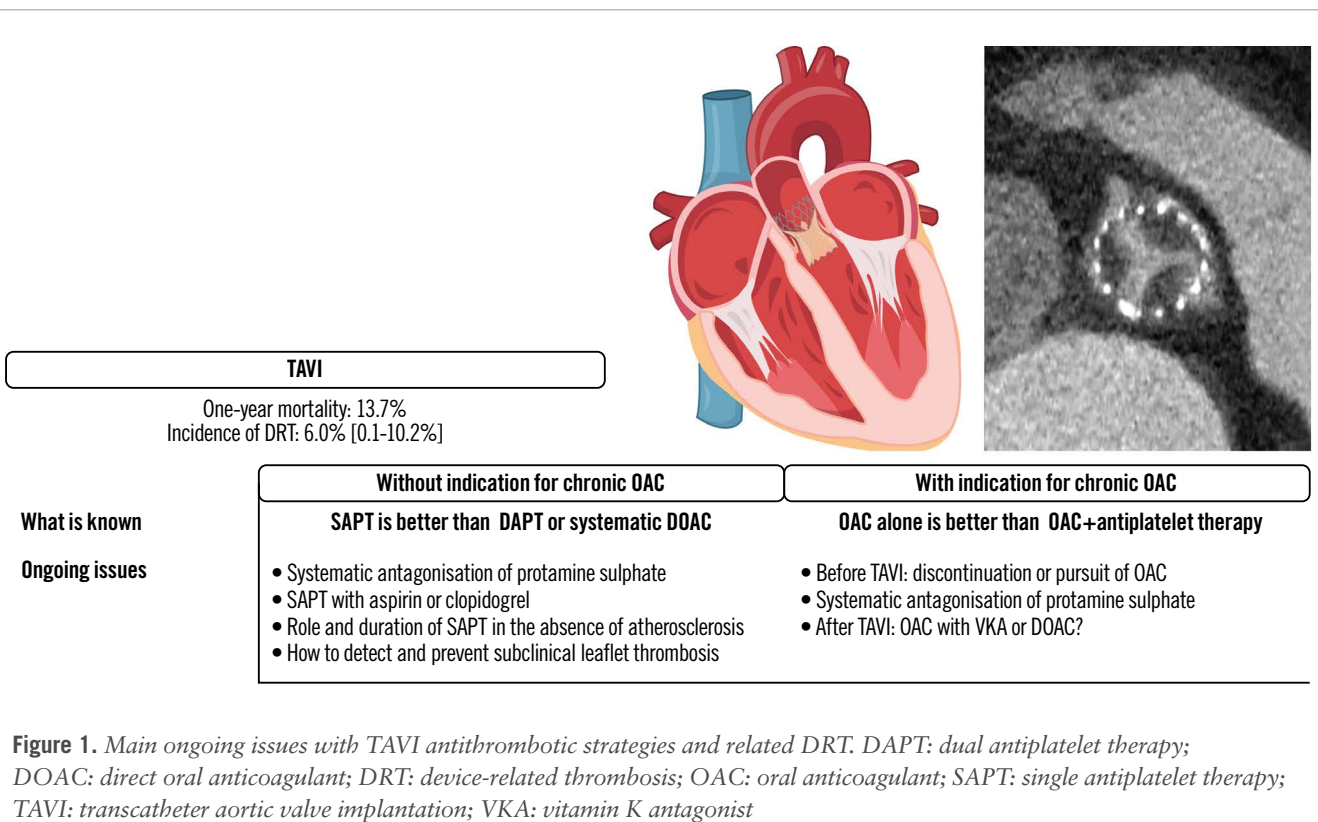 TAVI
One-year mortality: 13.7%
Incidence of DRT: 6.0% [0.1-10.2%]
Without indication for chronic OAC
With indication for chronic OAC
What is known
SAPT is better than DAPT or systematic DOAC
OAC alone is better than OAC+antiplatelet therapy
Ongoing issues
• Systematic antagonisation of protamine sulphate
• SAPT with aspirin or clopidogrel
• Role and duration of SAPT in the absence of atherosclerosis
• How to detect and prevent subclinical leaflet thrombosis
• Before TAVI: discontinuation or pursuit of OAC
• Systematic antagonisation of protamine sulphate
• After TAVI: OAC with VKA or DOAC?
Figure 1. Main ongoing issues with TAVI antithrombotic strategies and related DRT. DAPT: dual antiplatelet therapy;
DOAC: direct oral anticoagulant; DRT: device-related thrombosis; OAC: oral anticoagulant; SAPT: single antiplatelet therapy;
TAVI: transcatheter aortic valve implantation; VKA: vitamin K antagonist